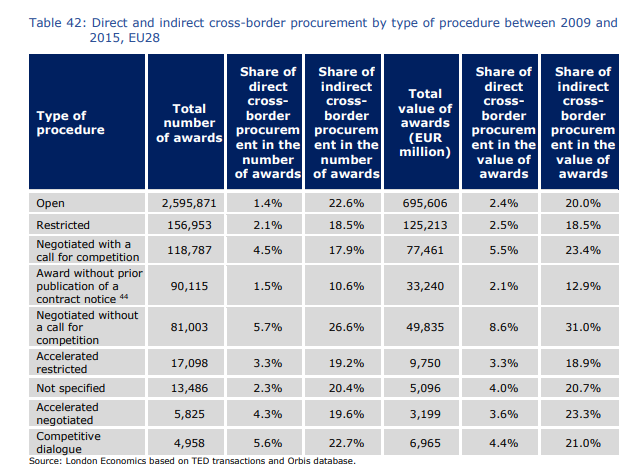 Table 42: Direct and indirect cross-border procurement by type of procedure between 2009 and
2015, EU28
Type of
procedure
Total
number
of awards
Share of
direct
cross-
border
procurem
ent in the
number
of awards
Share of
indirect
cross-
border
procurem
ent in the
number
of awards
Total
value of
awards
(EUR
million)
Share of
direct
cross-
border
procurem
ent in the
value of
awards
Share of
indirect
cross-
border
procurem
ent in the
value of
awards
Open 2,595,871 1.4% 22.6% 695,606 2.4% 20.0%
Restricted 156,953 2.1% 18.5% 125,213 2.5% 18.5%
Negotiated with a
call for competition 118,787 4.5% 17.9% 77,461 5.5% 23.4%
Award without prior
publication of a
contract notice 44 90,115 1.5% 10.6% 33,240 2.1% 12.9%
Negotiated without
a call for
competition 81,003 5.7% 26.6% 49,835 8.6% 31.0%
Accelerated
restricted 17,098 3.3% 19.2% 9,750 3.3% 18.9%
Not specified 13,486 2.3% 20.4% 5,096 4.0% 20.7%
Accelerated
negotiated 5,825 4.3% 19.6% 3,199 3.6% 23.3%
Competitive
dialogue 4,958 5.6% 22.7% 6,965 4.4% 21.0%
Source: London Economics based on TED transactions and Orbis database.